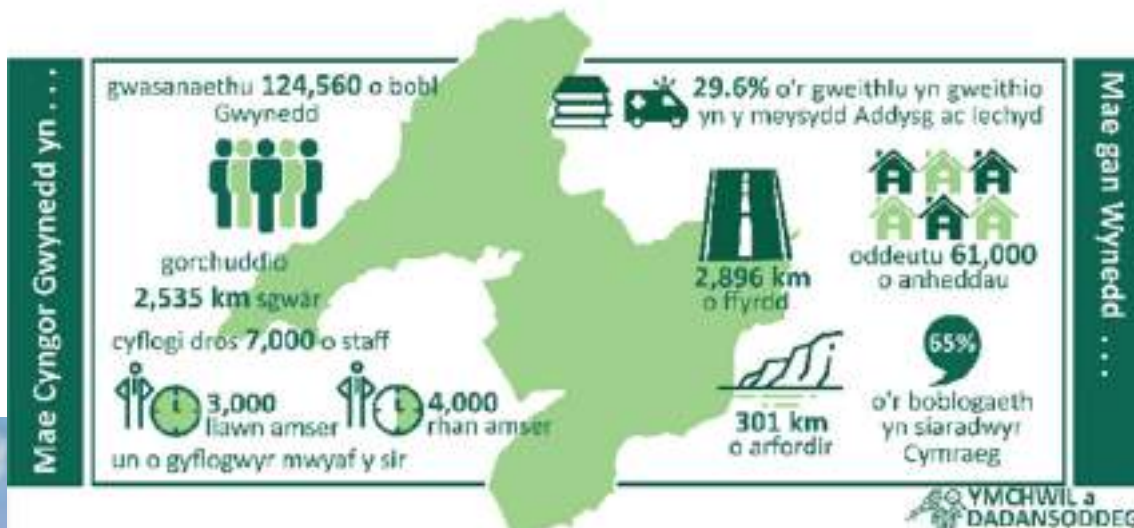 Mae Cyngor Gwynedd yn . . .
gwasanaethu 124,560 o bobl
Gwynedd
gorchuddio
2,535 km sgwâr
cyflogi dros 7,000 o staff
3,000
llawn amser
4,000
rhan amser
un o gyflogwyr mwyaf y sir
Mae gan Wynedd . . .
29.6% o'r gweithlu yn gweithio
yn y meysydd Addysg ac Iechyd
2,896 km
o ffyrdd
oddeutu 61,000
o anheddau
301 km
o arfordir
65%
o'r boblogaeth
yn siaradwyr
Cymraeg
YMCHWIL a
DADANSODDEG